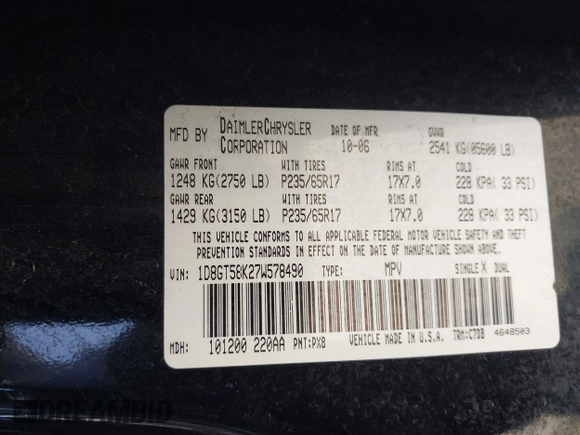 MFD BY DAIMLERCHRYSLER CORPORATION DATE OF MFR 10-06 GVWR 2541 KG(05600 LB)
GAWR FRONT WITH TIRES RIMS AT COLD
1248 KG(2750 LB) P235/65R17 17X7.0 228 KPA( 33 PSI)
GAWR REAR WITH TIRES RIMS AT COLD
1429 KG(3150 LB) P235/65R17 17X7.0 228 KPA( 33 PSI)
THIS VEHICLE CONFORMS TO ALL APPLICABLE FEDERAL MOTOR VEHICLE SAFETY AND THEFT
PREVENTION STANDARDS IN EFFECT ON THE DATE OF MANUFACTURE SHOWN ABOVE.
VIN: 1D8GT58K27W578490 TYPE: MPV SINGLE X DUAL
MDH: 101200 220AA PNT:PX8 VEHICLE MADE IN U.S.A. TRM:C7D8 4648503
DREAMBID